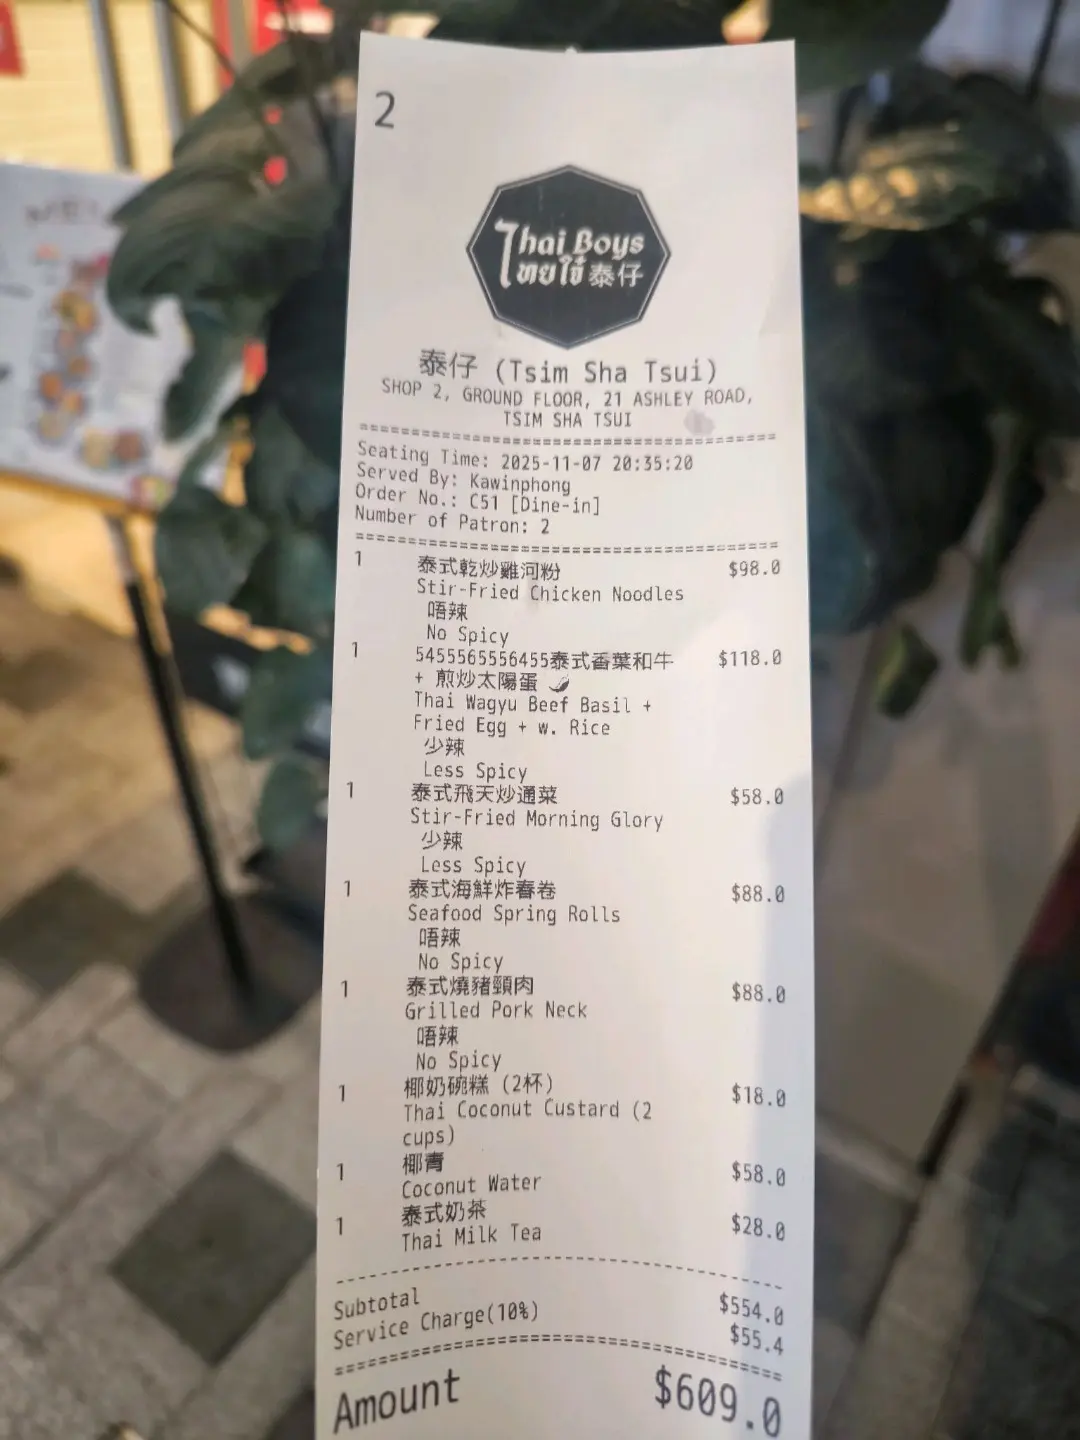 2
Thai Boys
ไทยใช้ 泰仔
泰仔 (Tsim Sha Tsui)
SHOP 2, GROUND FLOOR, 21 ASHLEY ROAD,
TSIM SHA TSUI
Seating Time: 2025-11-07 20:35:20
Served By: Kawinphong
Order No.: C51 [Dine-in]
Number of Patron: 2
1 泰式乾炒雞河粉 $98.0
Stir-Fried Chicken Noodles
唔辣
No Spicy
1 5455565556455泰式香葉和牛 $118.0
+ 煎炒太陽蛋 🌶
Thai Wagyu Beef Basil +
Fried Egg + w. Rice
少辣
Less Spicy
1 泰式飛天炒通菜 $58.0
Stir-Fried Morning Glory
少辣
Less Spicy
1 泰式海鮮炸春卷 $88.0
Seafood Spring Rolls
唔辣
No Spicy
1 泰式燒豬頸肉 $88.0
Grilled Pork Neck
唔辣
No Spicy
1 椰奶碗糕 (2杯) $18.0
Thai Coconut Custard (2
cups)
1 椰青 $58.0
Coconut Water
1 泰式奶茶 $28.0
Thai Milk Tea
Subtotal $554.0
Service Charge(10%) $55.4
Amount $609.0